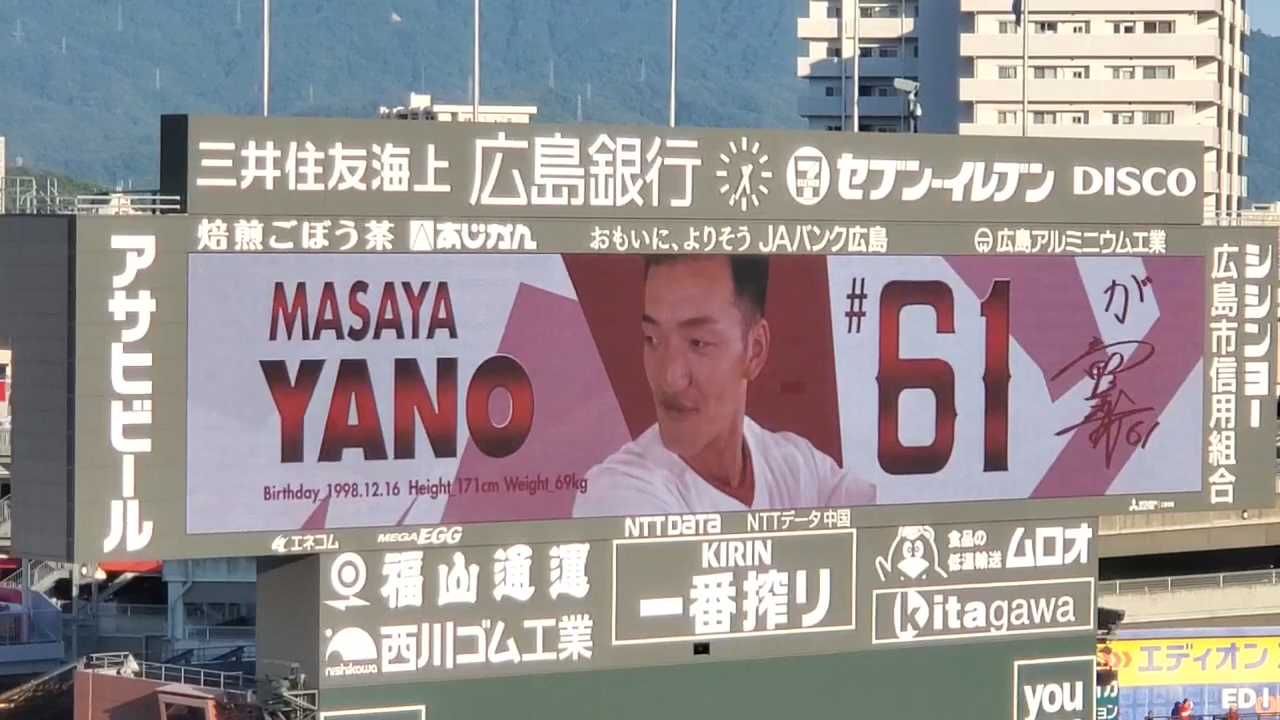 三井住友海上 広島銀行 7 ELEVEn セブン-イレブン DISCO
焙煎ごぼう茶 あじかん おもいに、よりそう JAバンク広島 広島アルミニウム工業
アサヒビール
MASAYA
YANO
Birthday_1998.12.16 Height_171cm Weight_69kg
#61
が
61
シシンヨー
広島市信用組合
エネコム MEGA EGG NTT DATA NTTデータ中国
福山通運
nishikawa 西川ゴム工業
KIRIN
一番搾り
食品の
低温輸送 ムロオ
kitagawa
you
エディオン
EDI